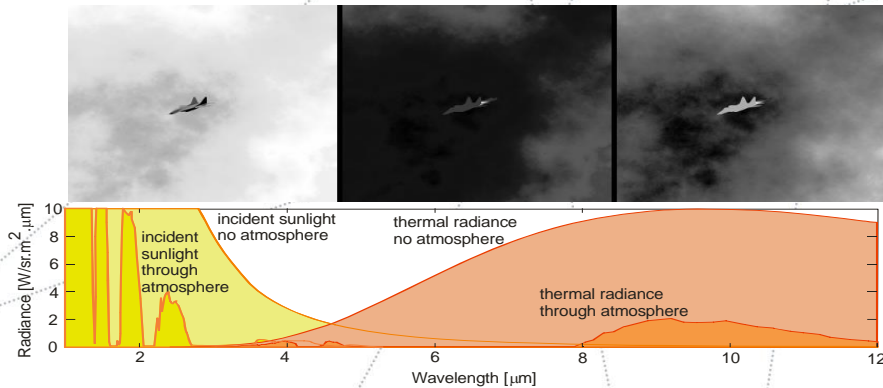 10
8
6
4
2
0
Radiance [W/sr.m².µm]
incident sunlight
no atmosphere
thermal radiance
no atmosphere
incident
sunlight
through
atmosphere
thermal radiance
through atmosphere
2
4
6
8
10
12
Wavelength [µm]